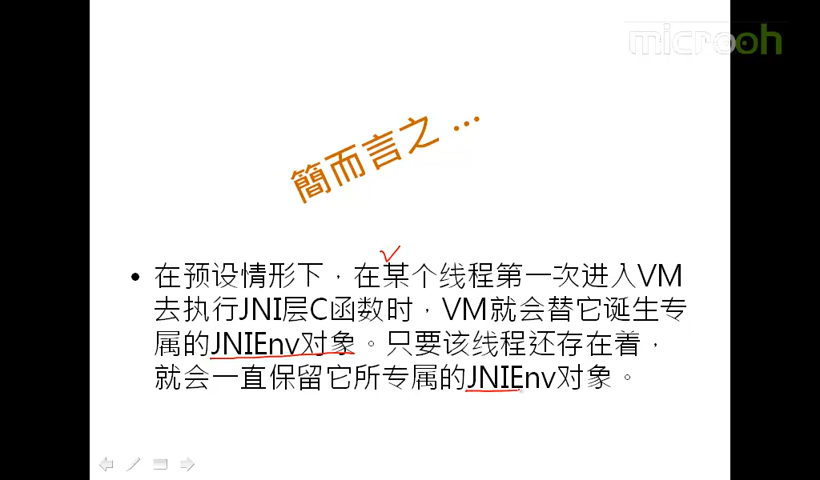 microoh
簡而言之…
• 在预设情形下，在某个线程第一次进入VM
去执行JNI层C函数时，VM就会替它诞生专
属的JNIEnv对象。只要该线程还存在着，
就会一直保留它所专属的JNIEnv对象。